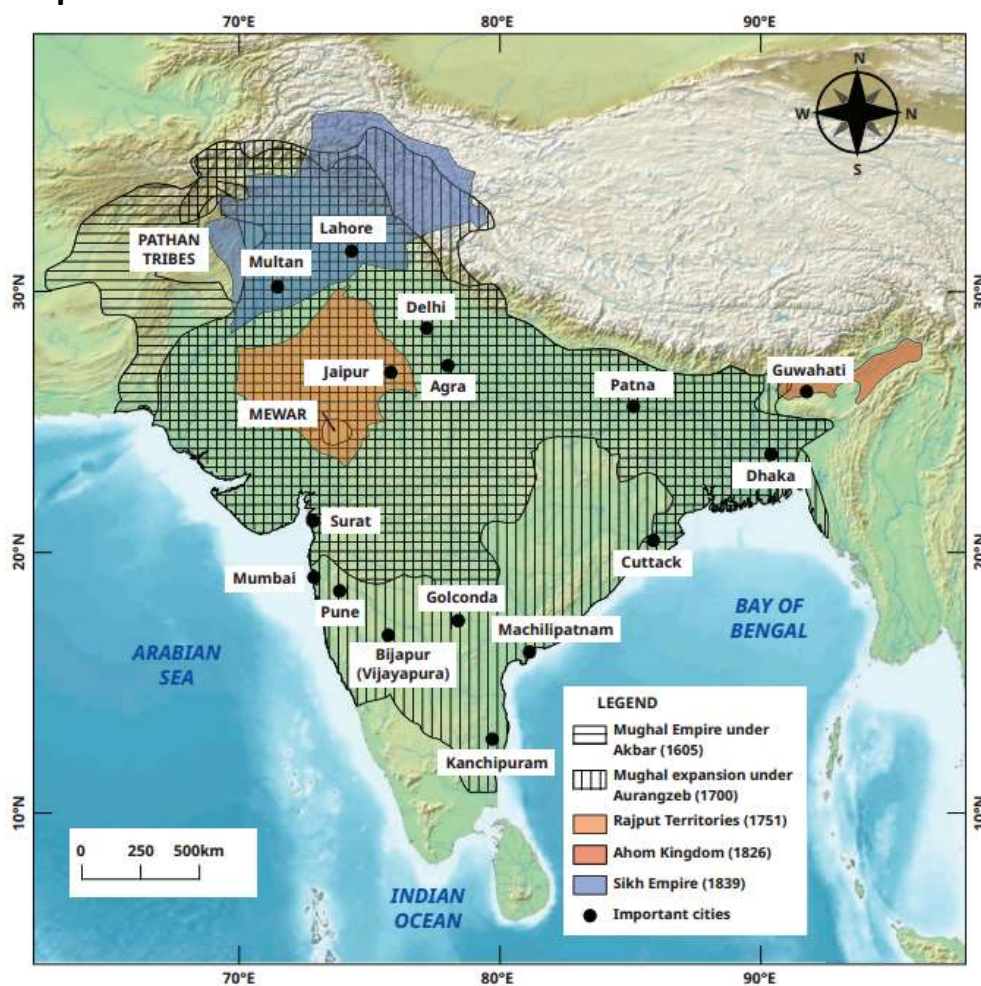 70°E 80°E 90°E
N
W N
S
PATHAN
TRIBES
Lahore
Multan
30°N
30°N
Delhi
Jaipur
Agra
Patna
Guwahati
MEWAR
Dhaka
Surat
20°N
20°N
Cuttack
Mumbai
Pune
Golconda
Machilipatnam
BAY OF
BENGAL
ARABIAN
SEA
Bijapur
(Vijayapura)
Kanchipuram
10°N
10°N
LEGEND
Mughal Empire under
Akbar (1605)
Mughal expansion under
Aurangzeb (1700)
Rajput Territories (1751)
Ahom Kingdom (1826)
Sikh Empire (1839)
Important cities
0 250 500km
INDIAN
OCEAN
70°E 80°E 90°E